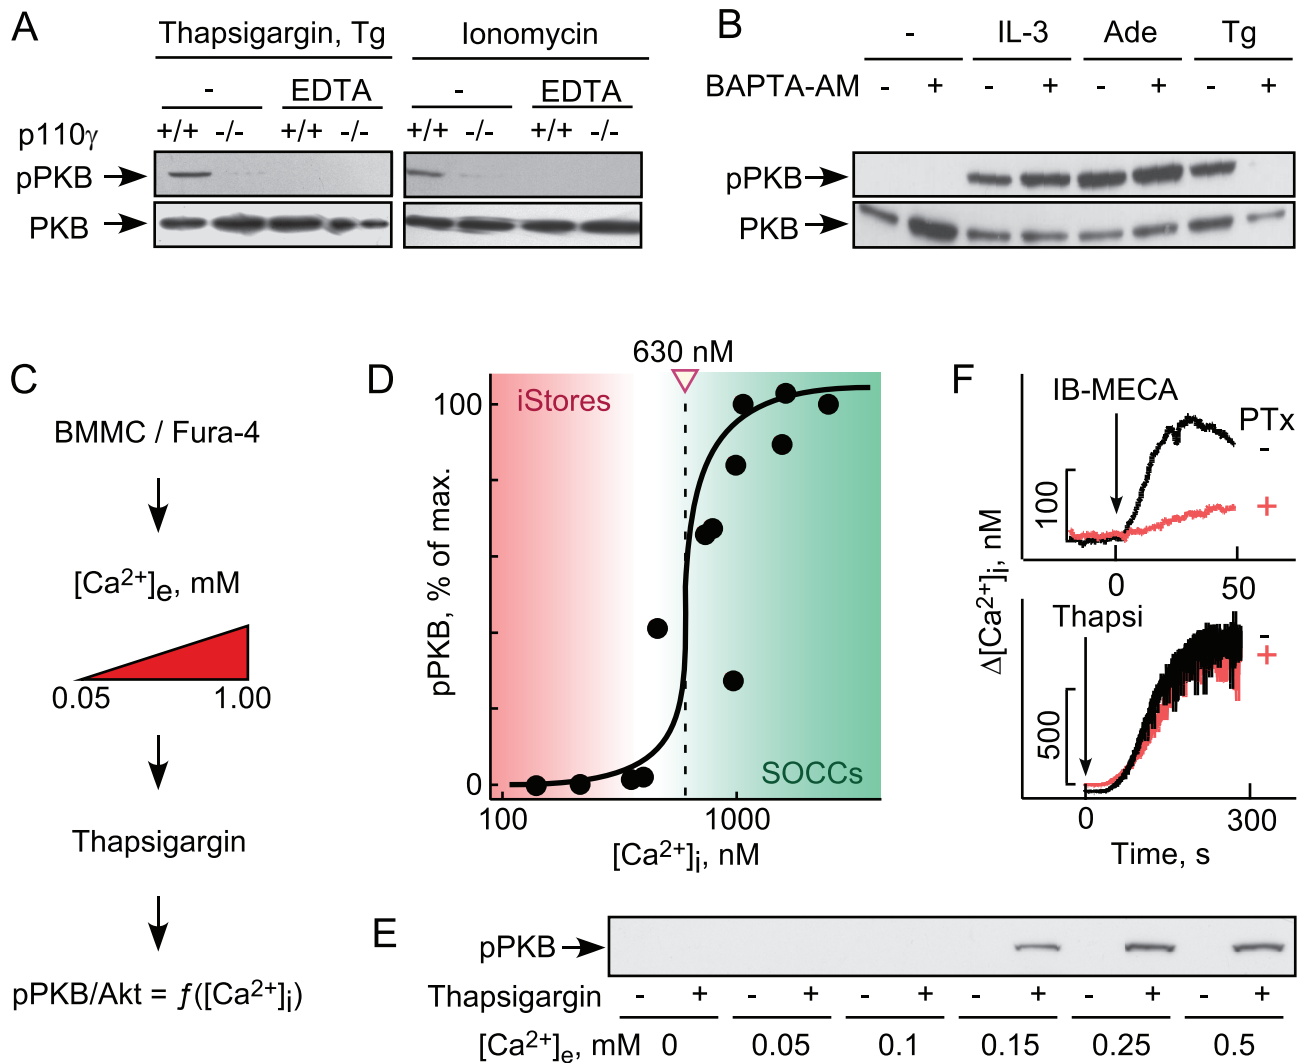 A
Thapsigargin, Tg
Ionomycin
-
EDTA
-
EDTA
p110γ
+/+
-/-
+/+
-/-
+/+
-/-
+/+
-/-
pPKB
PKB
B
-
IL-3
Ade
Tg
BAPTA-AM
-
+
-
+
-
+
-
+
pPKB
PKB
C
BMMC / Fura-4
[Ca²⁺]ₑ, mM
0.05
1.00
Thapsigargin
pPKB/Akt = ƒ([Ca²⁺]ᵢ)
D
630 nM
iStores
SOCCs
pPKB, % of max.
100
0
100
1000
[Ca²⁺]ᵢ, nM
F
IB-MECA
PTx
-
+
100
0
50
Δ[Ca²⁺]ᵢ, nM
Thapsi
-
+
500
0
300
Time, s
E
pPKB
Thapsigargin
-
+
-
+
-
+
-
+
-
+
-
+
[Ca²⁺]ₑ, mM
0
0.05
0.1
0.15
0.25
0.5